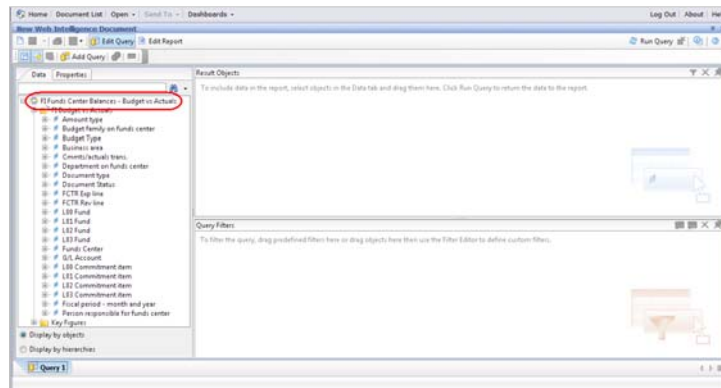 Home Document List Open Send To Dashboards Log Out About
New Web Intelligence Document
Edit Query Edit Report Run Query
Add Query
Data Properties
Result Objects
To include data in the report, select objects in the Data tab and drag them here. Click Run Query to return the data to the report.
FI Funds Center Balances - Budget vs Actuals
FI Budget vs Actuals
Amount type
Budget family on funds center
Budget Type
Business area
Cmmts/actuals trans.
Department on funds center
Document type
Document Status
FCTR Exp line
FCTR Rev line
L00 Fund
L01 Fund
L02 Fund
L03 Fund
Funds Center
G/L Account
L00 Commitment item
L01 Commitment item
L02 Commitment item
L03 Commitment item
Fiscal period - month and year
Person responsible for funds center
Key Figures
Query Filters
To filter the query, drag predefined filters here or drag objects here then use the Filter Editor to define custom filters.
Display by objects
Display by hierarchies
Query 1